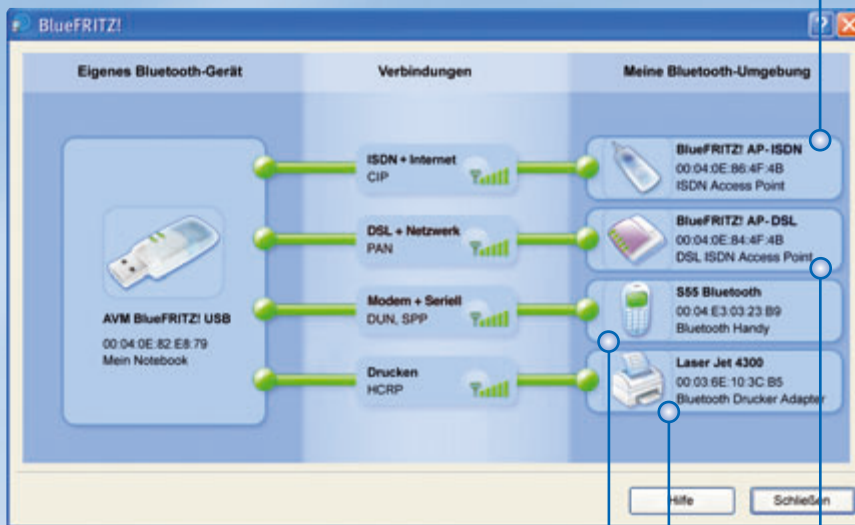 BlueFRITZ!
?
Eigenes Bluetooth-Gerät
Verbindungen
Meine Bluetooth-Umgebung
AVM BlueFRITZ! USB
00:04:0E:82:E8:79
Mein Notebook
ISDN + Internet
CIP
DSL + Netzwerk
PAN
Modem + Seriell
DUN, SPP
Drucken
HCRP
BlueFRITZ! AP-ISDN
00:04:0E:86:4F:4B
ISDN Access Point
BlueFRITZ! AP-DSL
00:04:0E:84:4F:4B
DSL ISDN Access Point
S55 Bluetooth
00:04:E3:03:23:B9
Bluetooth Handy
Laser Jet 4300
00:03:6E:10:3C:B5
Bluetooth Drucker Adapter
Hilfe
Schließen